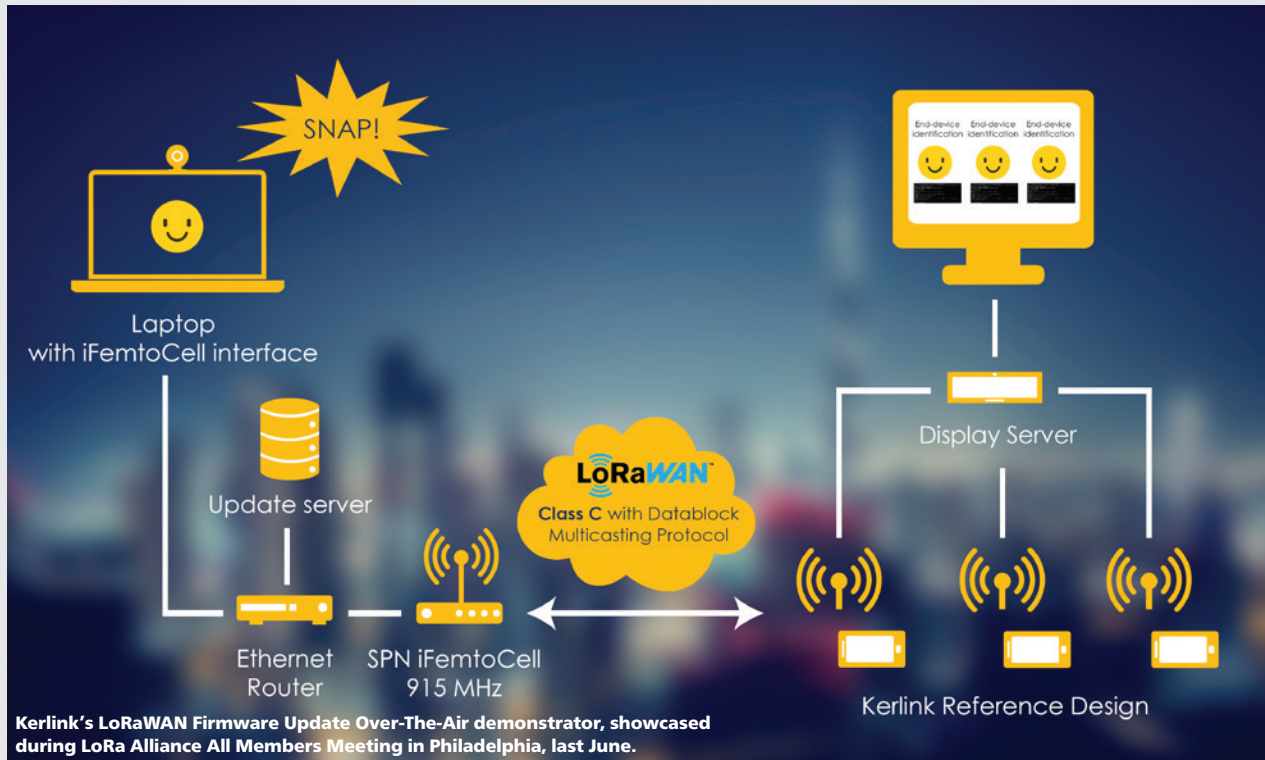 SNAP!
Laptop
with iFemtoCell interface
Update server
Ethernet
Router
SPN iFemtoCell
915 MHz
LoRaWAN™
Class C with Datablock
Multicasting Protocol
End-device
identification
End-device
identification
End-device
identification
Display Server
Kerlink Reference Design
Kerlink's LoRaWAN Firmware Update Over-The-Air demonstrator, showcased
during LoRa Alliance All Members Meeting in Philadelphia, last June.